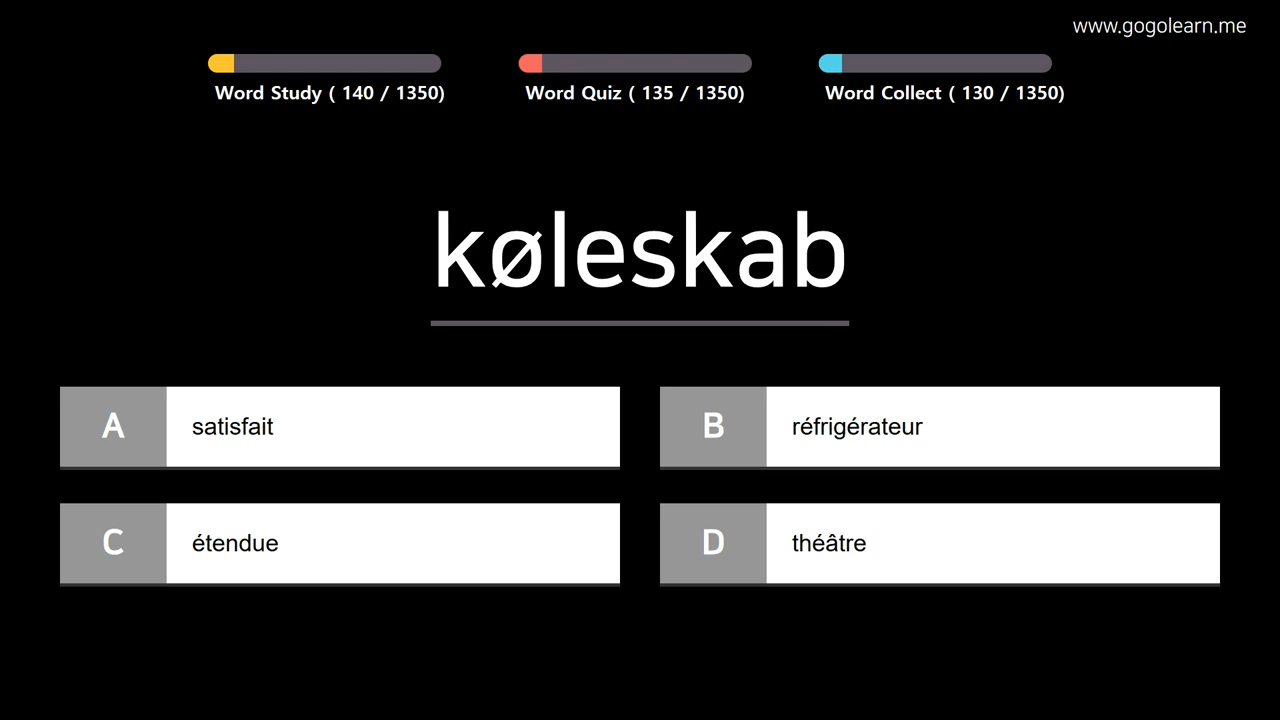 www.gogolearn.me
Word Study ( 140 / 1350)
Word Quiz ( 135 / 1350)
Word Collect ( 130 / 1350)
køleskab
A
satisfait
B
réfrigérateur
C
étendue
D
théâtre